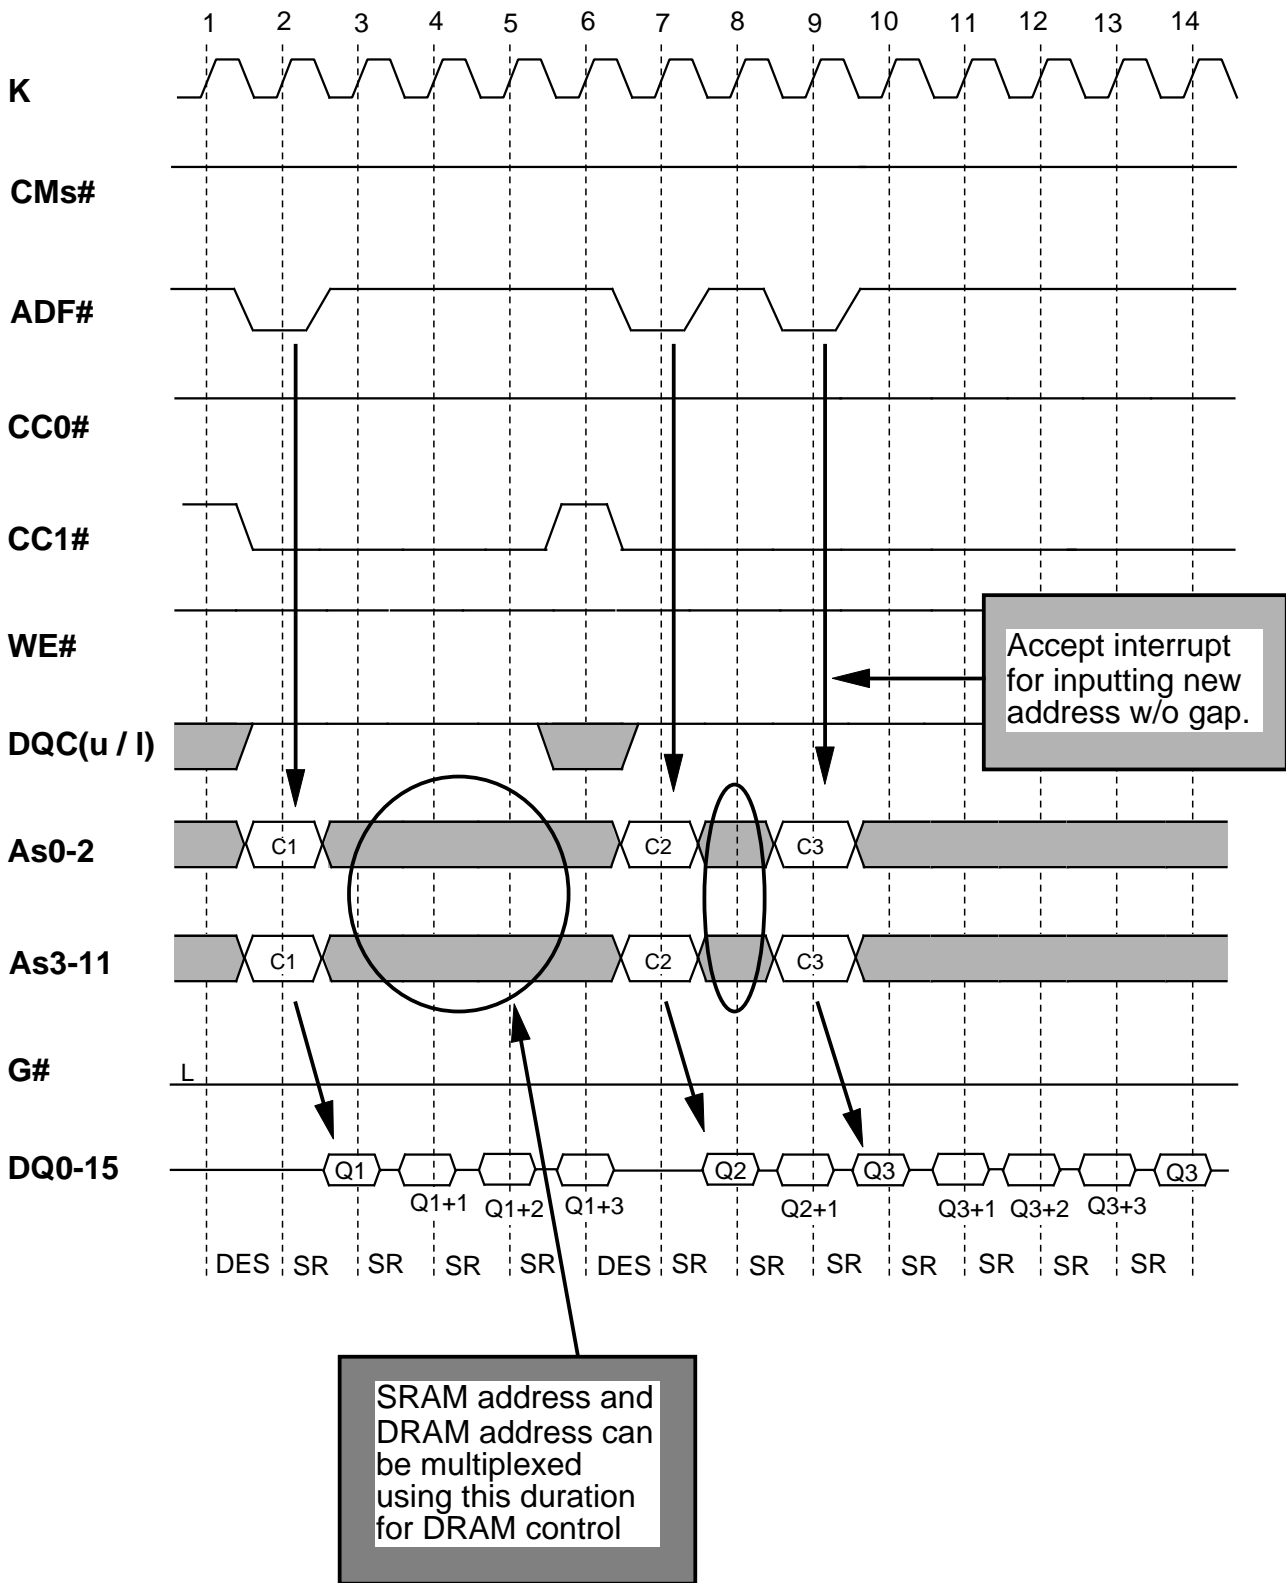 1 2 3 4 5 6 7 8 9 10 11 12 13 14
K
CMs#
ADF#
CC0#
CC1#
WE#
Accept interrupt
for inputting new
address w/o gap.
DQC(u / l)
As0-2 C1 C2 C3
As3-11 C1 C2 C3
G# L
DQ0-15 Q1 Q2 Q3 Q3
Q1+1 Q1+2 Q1+3 Q2+1 Q3+1 Q3+2 Q3+3
DES SR SR SR SR DES SR SR SR SR SR SR SR
SRAM address and
DRAM address can
be multiplexed
using this duration
for DRAM control